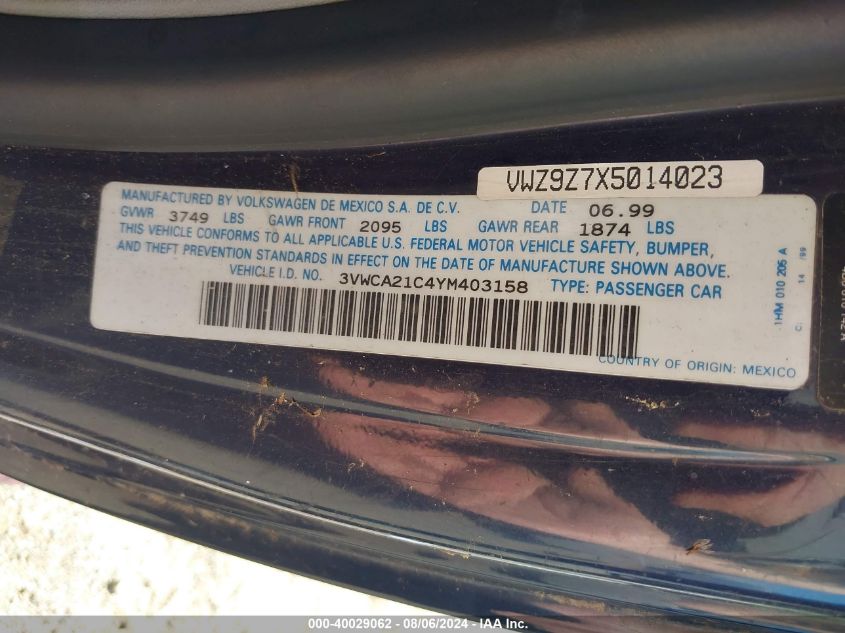 VWZ9Z7X5014023
MANUFACTURED BY VOLKSWAGEN DE MEXICO S.A. DE C.V. DATE 06.99
GVWR 3749 LBS GAWR FRONT 2095 LBS GAWR REAR 1874 LBS
THIS VEHICLE CONFORMS TO ALL APPLICABLE U.S. FEDERAL MOTOR VEHICLE SAFETY, BUMPER,
AND THEFT PREVENTION STANDARDS IN EFFECT ON THE DATE OF MANUFACTURE SHOWN ABOVE.
VEHICLE I.D. NO. 3VWCA21C4YM403158 TYPE: PASSENGER CAR
COUNTRY OF ORIGIN: MEXICO
1HM 010 206 A
C: 14 /99
000-40029062 - 08/06/2024 - IAA Inc.